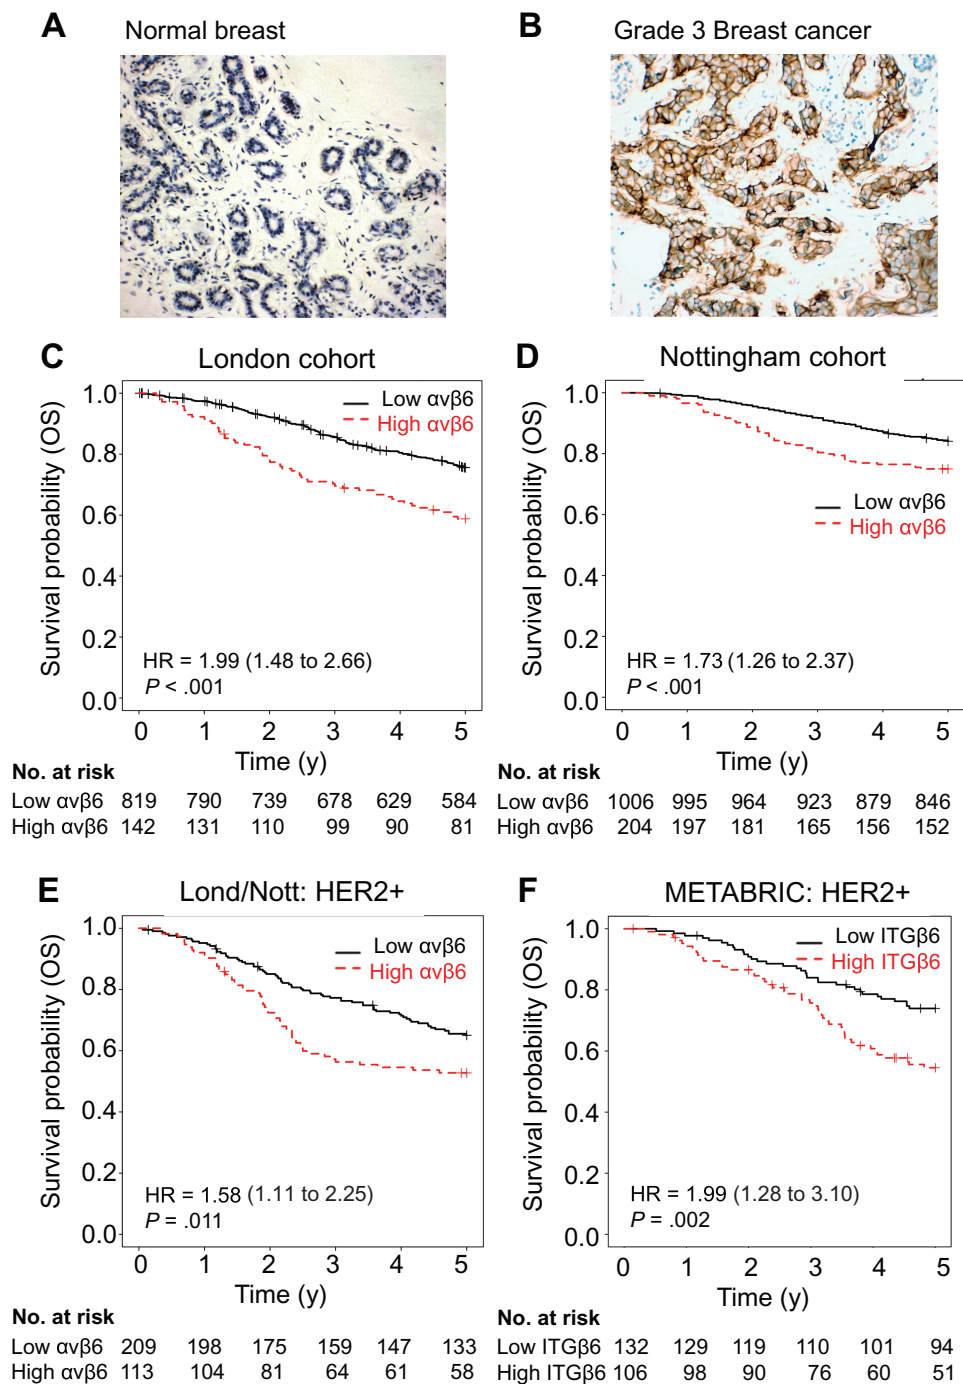 A Normal breast
B Grade 3 Breast cancer
C London cohort
Survival probability (OS)
1.0
0.8
0.6
0.4
0.2
0.0
Low αvβ6
High αvβ6
HR = 1.99 (1.48 to 2.66)
P < .001
0 1 2 3 4 5
Time (y)
No. at risk
Low αvβ6 819 790 739 678 629 584
High αvβ6 142 131 110 99 90 81
D Nottingham cohort
Survival probability (OS)
1.0
0.8
0.6
0.4
0.2
0.0
Low αvβ6
High αvβ6
HR = 1.73 (1.26 to 2.37)
P < .001
0 1 2 3 4 5
Time (y)
Low αvβ6 1006 995 964 923 879 846
High αvβ6 204 197 181 165 156 152
E Lond/Nott: HER2+
Survival probability (OS)
1.0
0.8
0.6
0.4
0.2
0.0
Low αvβ6
High αvβ6
HR = 1.58 (1.11 to 2.25)
P = .011
0 1 2 3 4 5
Time (y)
No. at risk
Low αvβ6 209 198 175 159 147 133
High αvβ6 113 104 81 64 61 58
F METABRIC: HER2+
Survival probability (OS)
1.0
0.8
0.6
0.4
0.2
0.0
Low ITGβ6
High ITGβ6
HR = 1.99 (1.28 to 3.10)
P = .002
0 1 2 3 4 5
Time (y)
No. at risk
Low ITGβ6 132 129 119 110 101 94
High ITGβ6 106 98 90 76 60 51